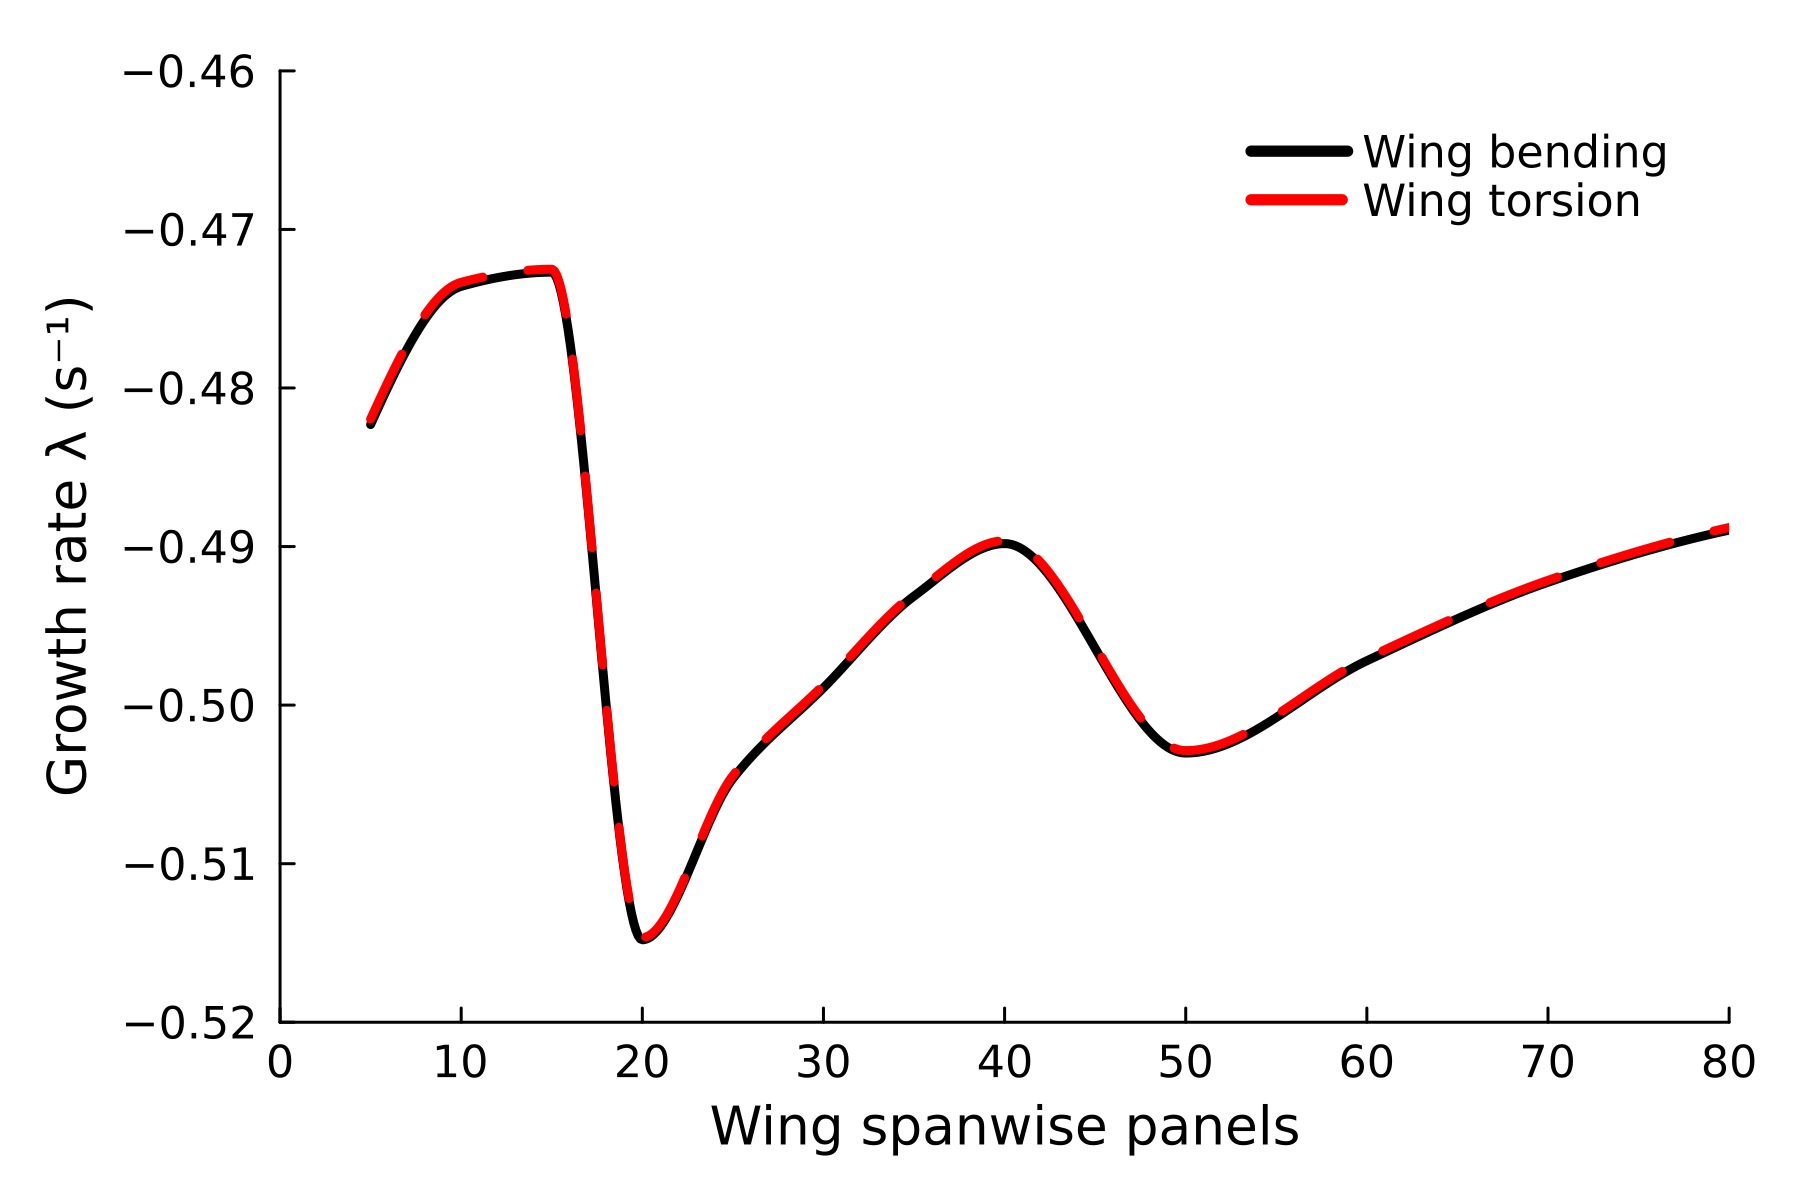 −0.46
−0.47
−0.48
−0.49
−0.50
−0.51
−0.52
Growth rate λ (s⁻¹)
Wing bending
Wing torsion
0 10 20 30 40 50 60 70 80
Wing spanwise panels